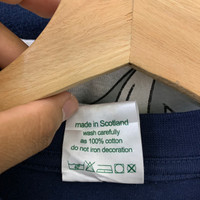 made in Scotland
wash carefully
as 100% cotton
do not iron decoration